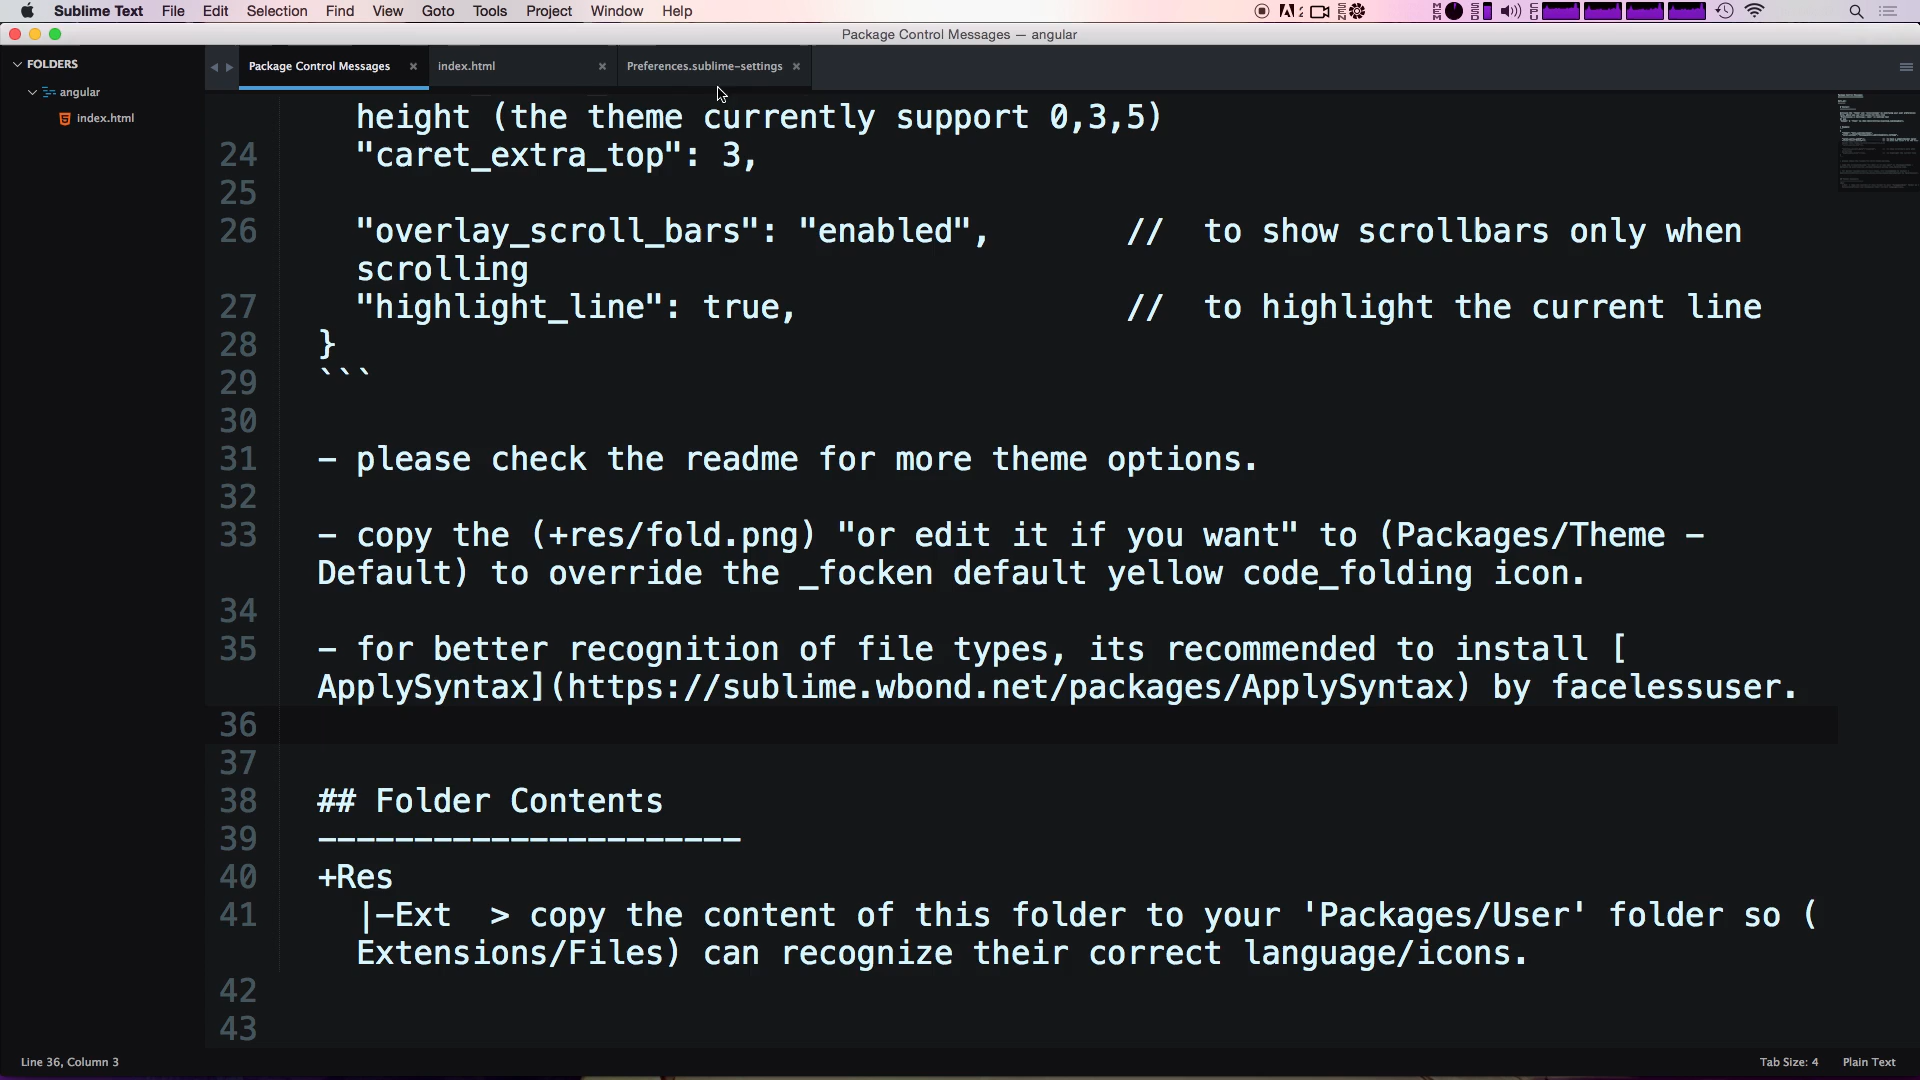 Sublime Text File Edit Selection Find View Goto Tools Project Window Help
Package Control Messages — angular
FOLDERS
angular
index.html
Package Control Messages × index.html × Preferences.sublime-settings ×
height (the theme currently support 0,3,5)
24 "caret_extra_top": 3,
25
26 "overlay_scroll_bars": "enabled", // to show scrollbars only when
scrolling
27 "highlight_line": true, // to highlight the current line
28 }
29 ```
30
31 – please check the readme for more theme options.
32
33 – copy the (+res/fold.png) "or edit it if you want" to (Packages/Theme –
Default) to override the _focken default yellow code_folding icon.
34
35 – for better recognition of file types, its recommended to install [
ApplySyntax](https://sublime.wbond.net/packages/ApplySyntax) by facelessuser.
36
37
38 ## Folder Contents
39 ----------------------
40 +Res
41 |–Ext > copy the content of this folder to your 'Packages/User' folder so (
Extensions/Files) can recognize their correct language/icons.
42
43
Line 36, Column 3
Tab Size: 4 Plain Text